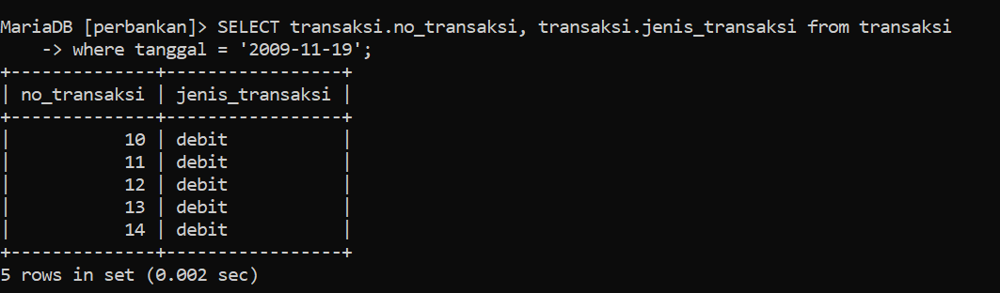 MariaDB [perbankan]> SELECT transaksi.no_transaksi, transaksi.jenis_transaksi from transaksi
    -> where tanggal = '2009-11-19';
+--------------+-----------------+
| no_transaksi | jenis_transaksi |
+--------------+-----------------+
|           10 | debit           |
|           11 | debit           |
|           12 | debit           |
|           13 | debit           |
|           14 | debit           |
+--------------+-----------------+
5 rows in set (0.002 sec)